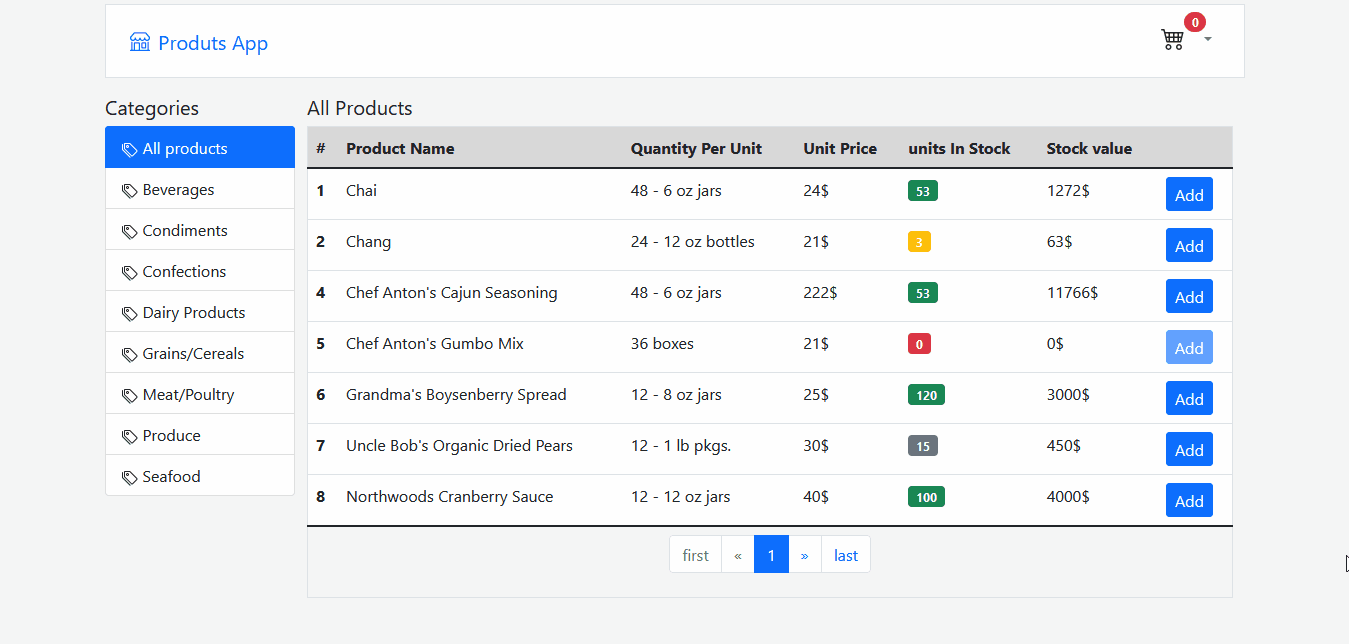 Produts App
0
Categories
All products
Beverages
Condiments
Confections
Dairy Products
Grains/Cereals
Meat/Poultry
Produce
Seafood
All Products
# Product Name Quantity Per Unit Unit Price units In Stock Stock value
1 Chai 48 - 6 oz jars 24$ 53 1272$ Add
2 Chang 24 - 12 oz bottles 21$ 3 63$ Add
4 Chef Anton's Cajun Seasoning 48 - 6 oz jars 222$ 53 11766$ Add
5 Chef Anton's Gumbo Mix 36 boxes 21$ 0 0$ Add
6 Grandma's Boysenberry Spread 12 - 8 oz jars 25$ 120 3000$ Add
7 Uncle Bob's Organic Dried Pears 12 - 1 lb pkgs. 30$ 15 450$ Add
8 Northwoods Cranberry Sauce 12 - 12 oz jars 40$ 100 4000$ Add
first « 1 » last